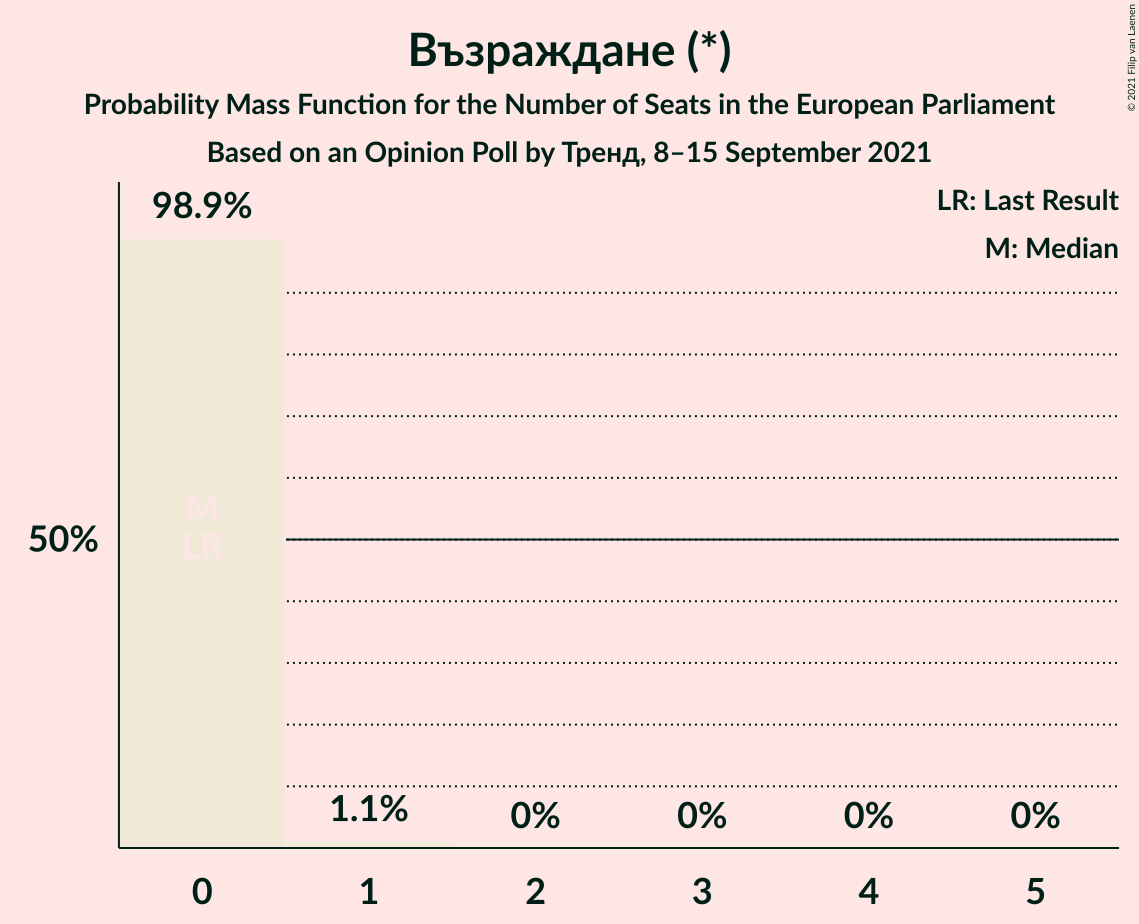 Възраждане (*)
Probability Mass Function for the Number of Seats in the European Parliament
Based on an Opinion Poll by Тренд, 8–15 September 2021
© 2021 Filip van Laenen
LR: Last Result
M: Median
98.9%
M
LR
50%
1.1%
0%
0%
0%
0%
0
1
2
3
4
5